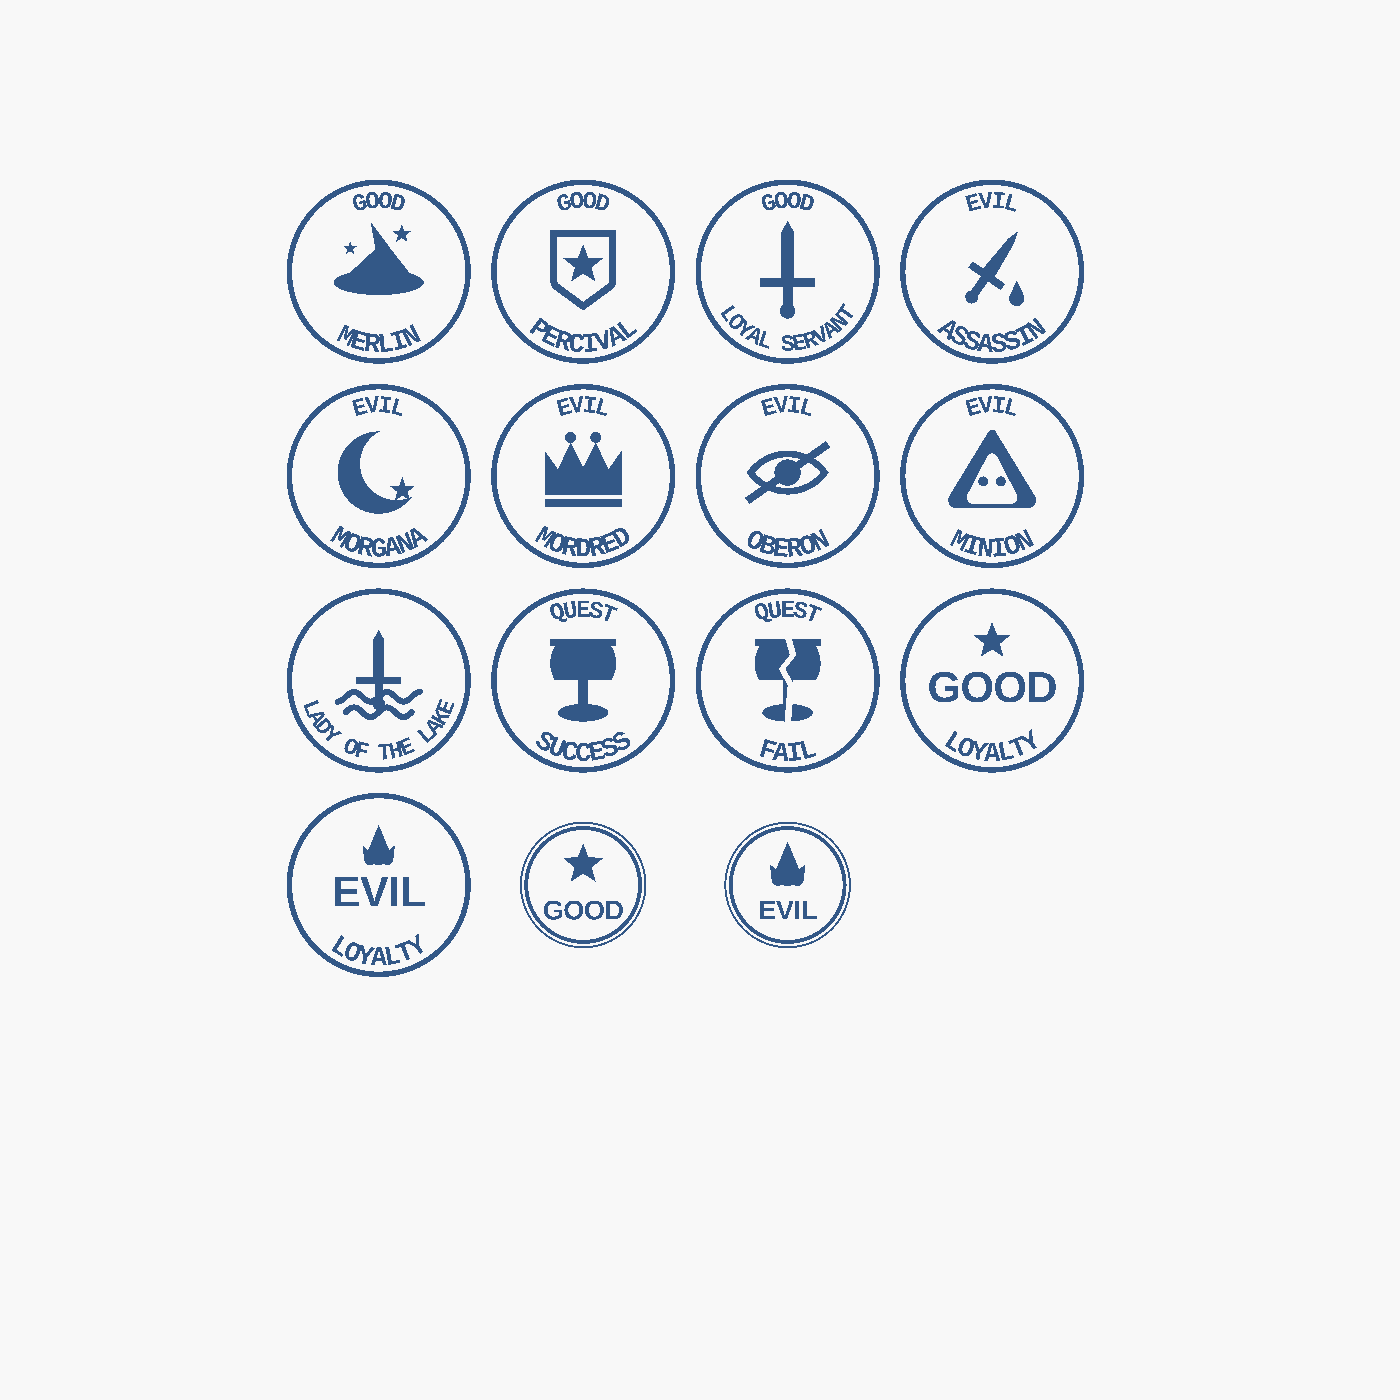 GOOD
MERLIN
GOOD
PERCIVAL
GOOD
LOYAL SERVANT
EVIL
ASSASSIN
EVIL
MORGANA
EVIL
MORDRED
EVIL
OBERON
EVIL
MINION
LADY OF THE LAKE
QUEST
SUCCESS
QUEST
FAIL
GOOD
LOYALTY
EVIL
LOYALTY
GOOD
EVIL